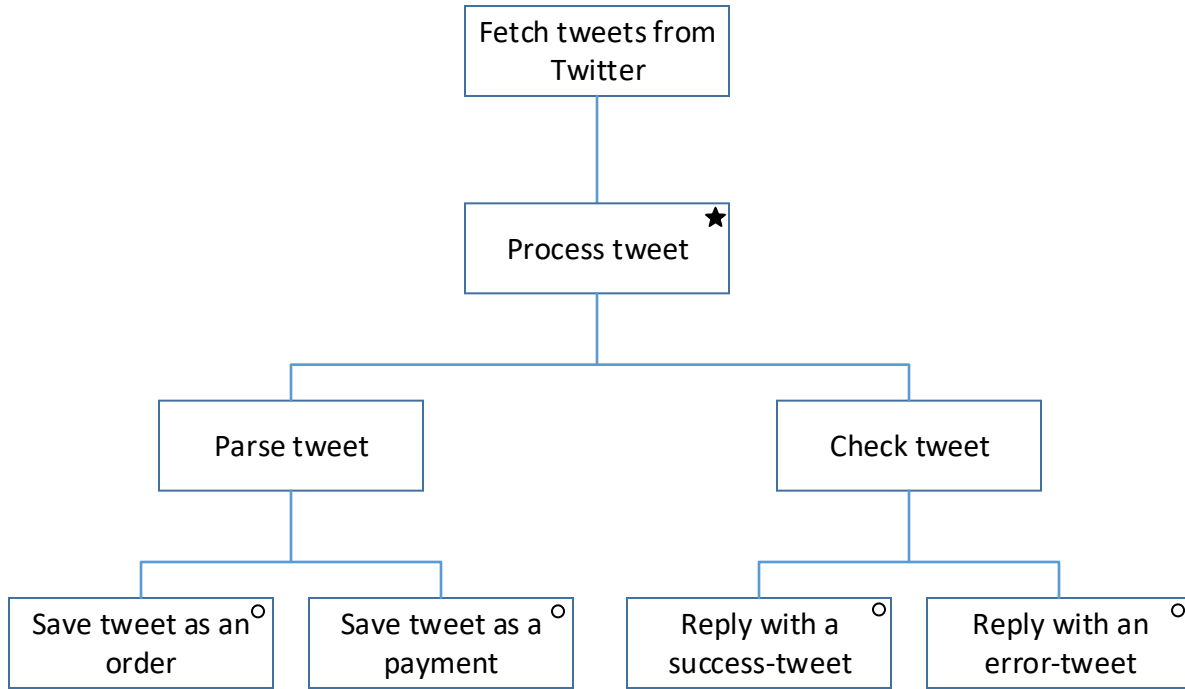 Fetch tweets from
Twitter
Process tweet
Parse tweet
Check tweet
Save tweet as an
order
Save tweet as a
payment
Reply with a
success-tweet
Reply with an
error-tweet